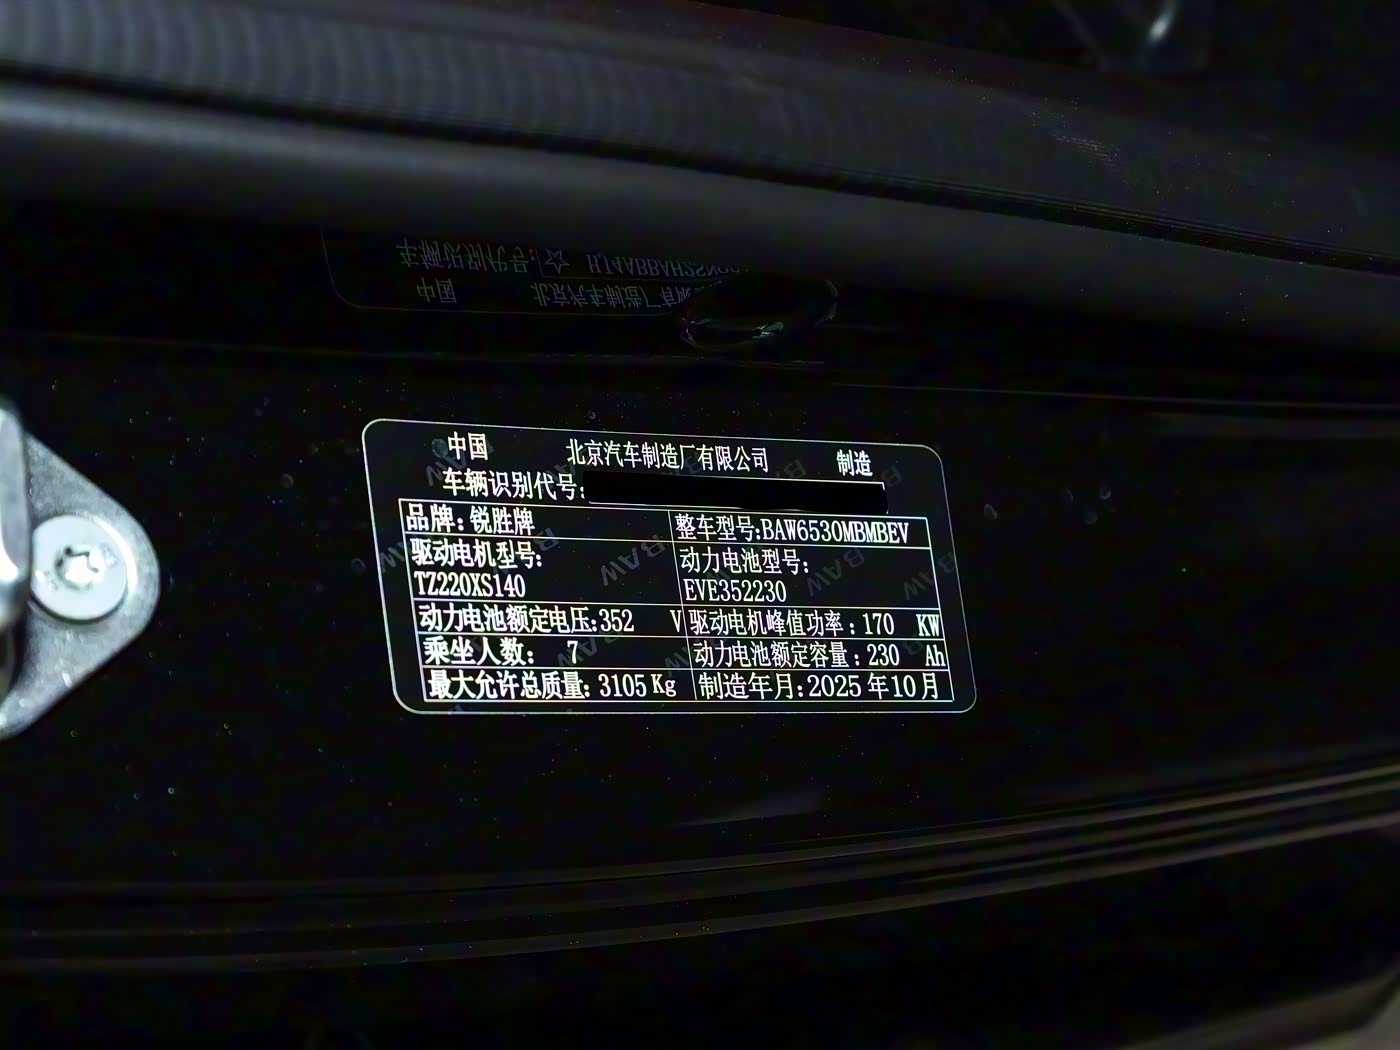 中国 北京汽车制造厂有限公司 制造
车辆识别代号:
品牌: 锐胜牌 整车型号:BAW6530MBMBEV
驱动电机型号: 动力电池型号:
TZ220XS140 EVE352230
动力电池额定电压:352 V 驱动电机峰值功率: 170 KW
乘坐人数: 7 动力电池额定容量: 230 Ah
最大允许总质量: 3105 Kg 制造年月: 2025 年10 月